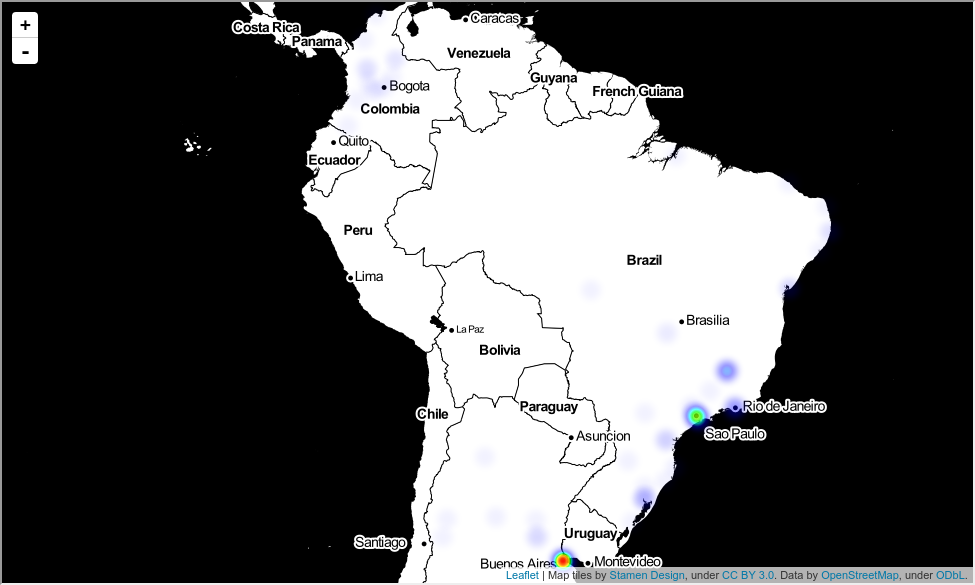 +
-
Costa Rica
Panama
Caracas
Venezuela
Guyana
French Guiana
Bogota
Colombia
Quito
Ecuador
Peru
Brazil
Lima
Brasilia
La Paz
Bolivia
Chile
Paraguay
Rio de Janeiro
Sao Paulo
Asuncion
Santiago
Uruguay
Buenos Aires
Montevideo
Leaflet | Map tiles by Stamen Design, under CC BY 3.0. Data by OpenStreetMap, under ODbL.